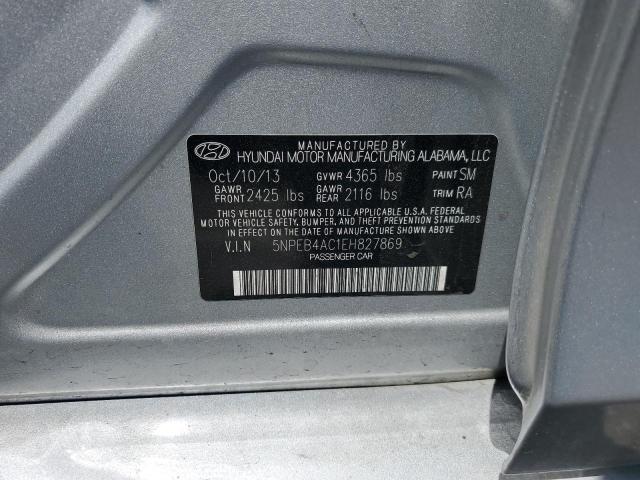 MANUFACTURED BY
HYUNDAI MOTOR MANUFACTURING ALABAMA, LLC
Oct/10/13 GVWR 4365 lbs PAINT SM
GAWR FRONT 2425 lbs GAWR REAR 2116 lbs TRIM RA
THIS VEHICLE CONFORMS TO ALL APPLICABLE U.S.A. FEDERAL
MOTOR VEHICLE SAFETY, BUMPER, AND THEFT PREVENTION
STANDARDS IN EFFECT ON THE DATE OF MANUFACTURE SHOWN ABOVE
V.I.N 5NPEB4AC1EH827869
PASSENGER CAR